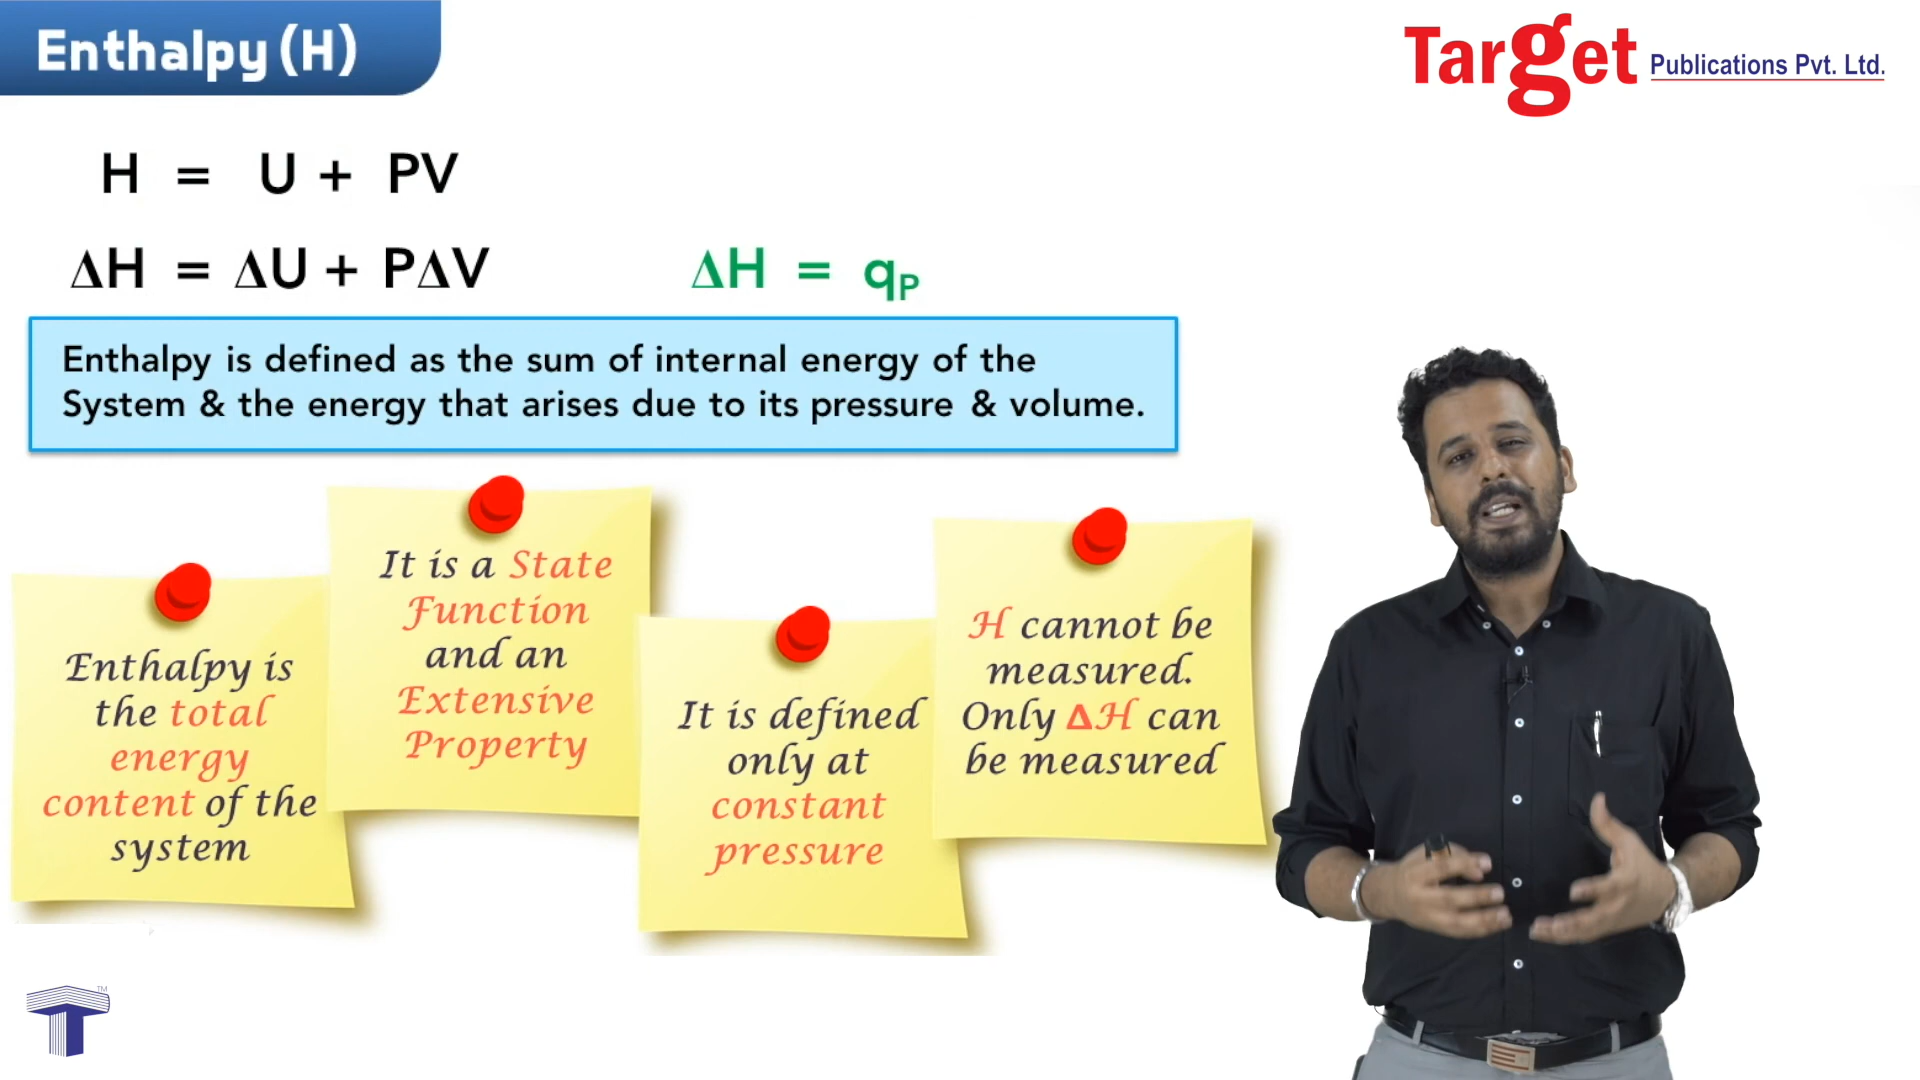 Enthalpy (H)
Target Publications Pvt. Ltd.
H = U + PV
ΔH = ΔU + PΔV
ΔH = qP
Enthalpy is defined as the sum of internal energy of the
System & the energy that arises due to its pressure & volume.
Enthalpy is
the total
energy
content of the
system
It is a State
Function
and an
Extensive
Property
It is defined
only at
constant
pressure
H cannot be
measured.
Only ΔH can
be measured
TM